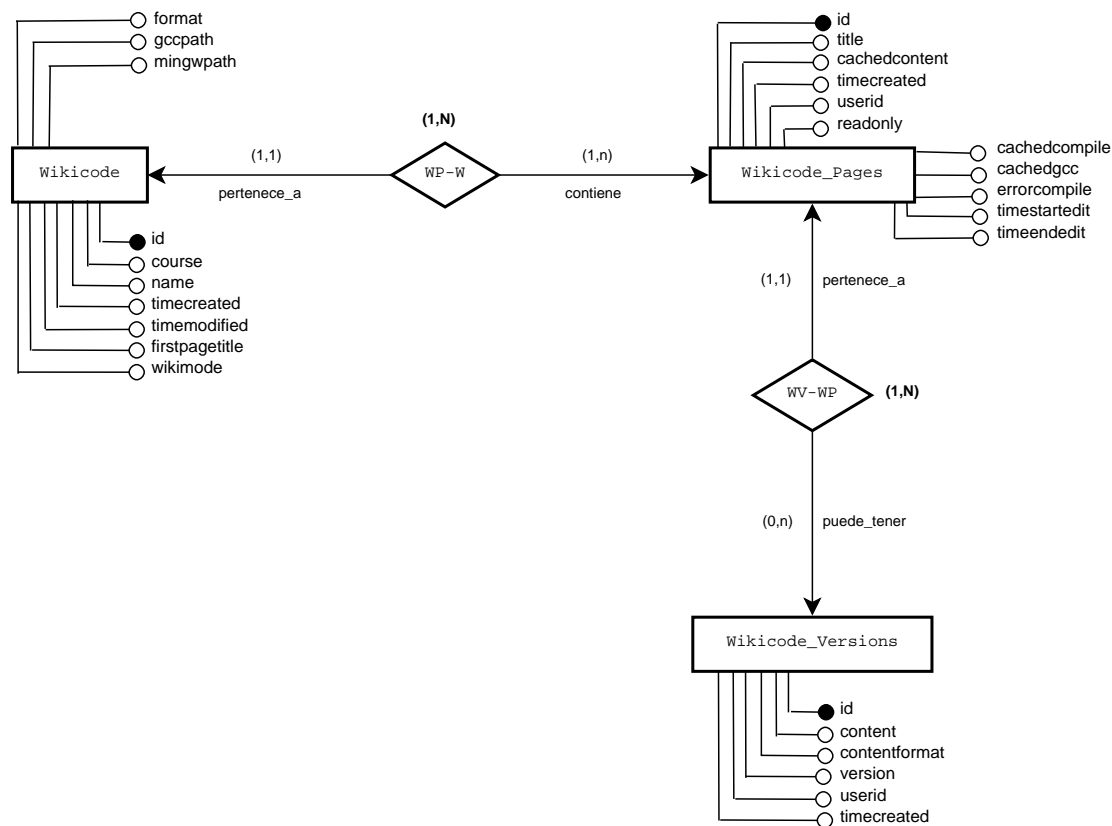 format
gccpath
mingwpath
Wikicode
id
course
name
timecreated
timemodified
firstpagetitle
wikimode
(1,1)
pertenece_a
(1,N)
WP-W
(1,n)
contiene
id
title
cachedcontent
timecreated
userid
readonly
Wikicode_Pages
cachedcompile
cachedgcc
errorcompile
timestartedit
timeendedit
(1,1) pertenece_a
WV-WP (1,N)
(0,n) puede_tener
Wikicode_Versions
id
content
contentformat
version
userid
timecreated